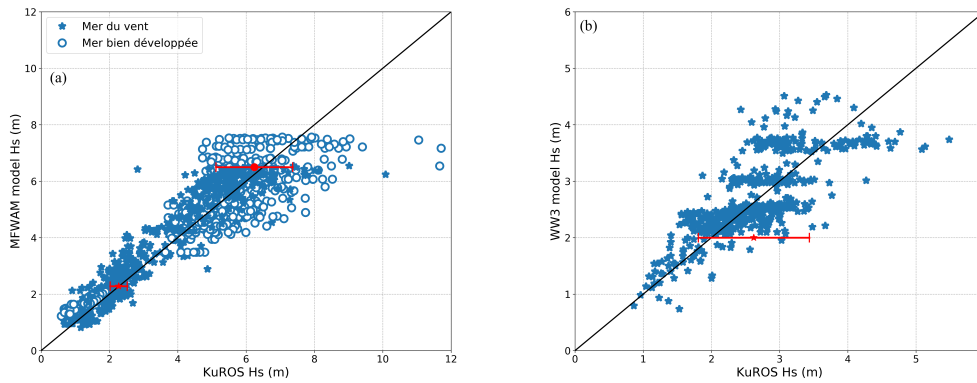 Mer du vent
Mer bien développée
(a)
MFWAM model Hs (m)
12
10
8
6
4
2
0
0 2 4 6 8 10 12
KuROS Hs (m)
(b)
WW3 model Hs (m)
6
5
4
3
2
1
0
0 1 2 3 4 5
KuROS Hs (m)